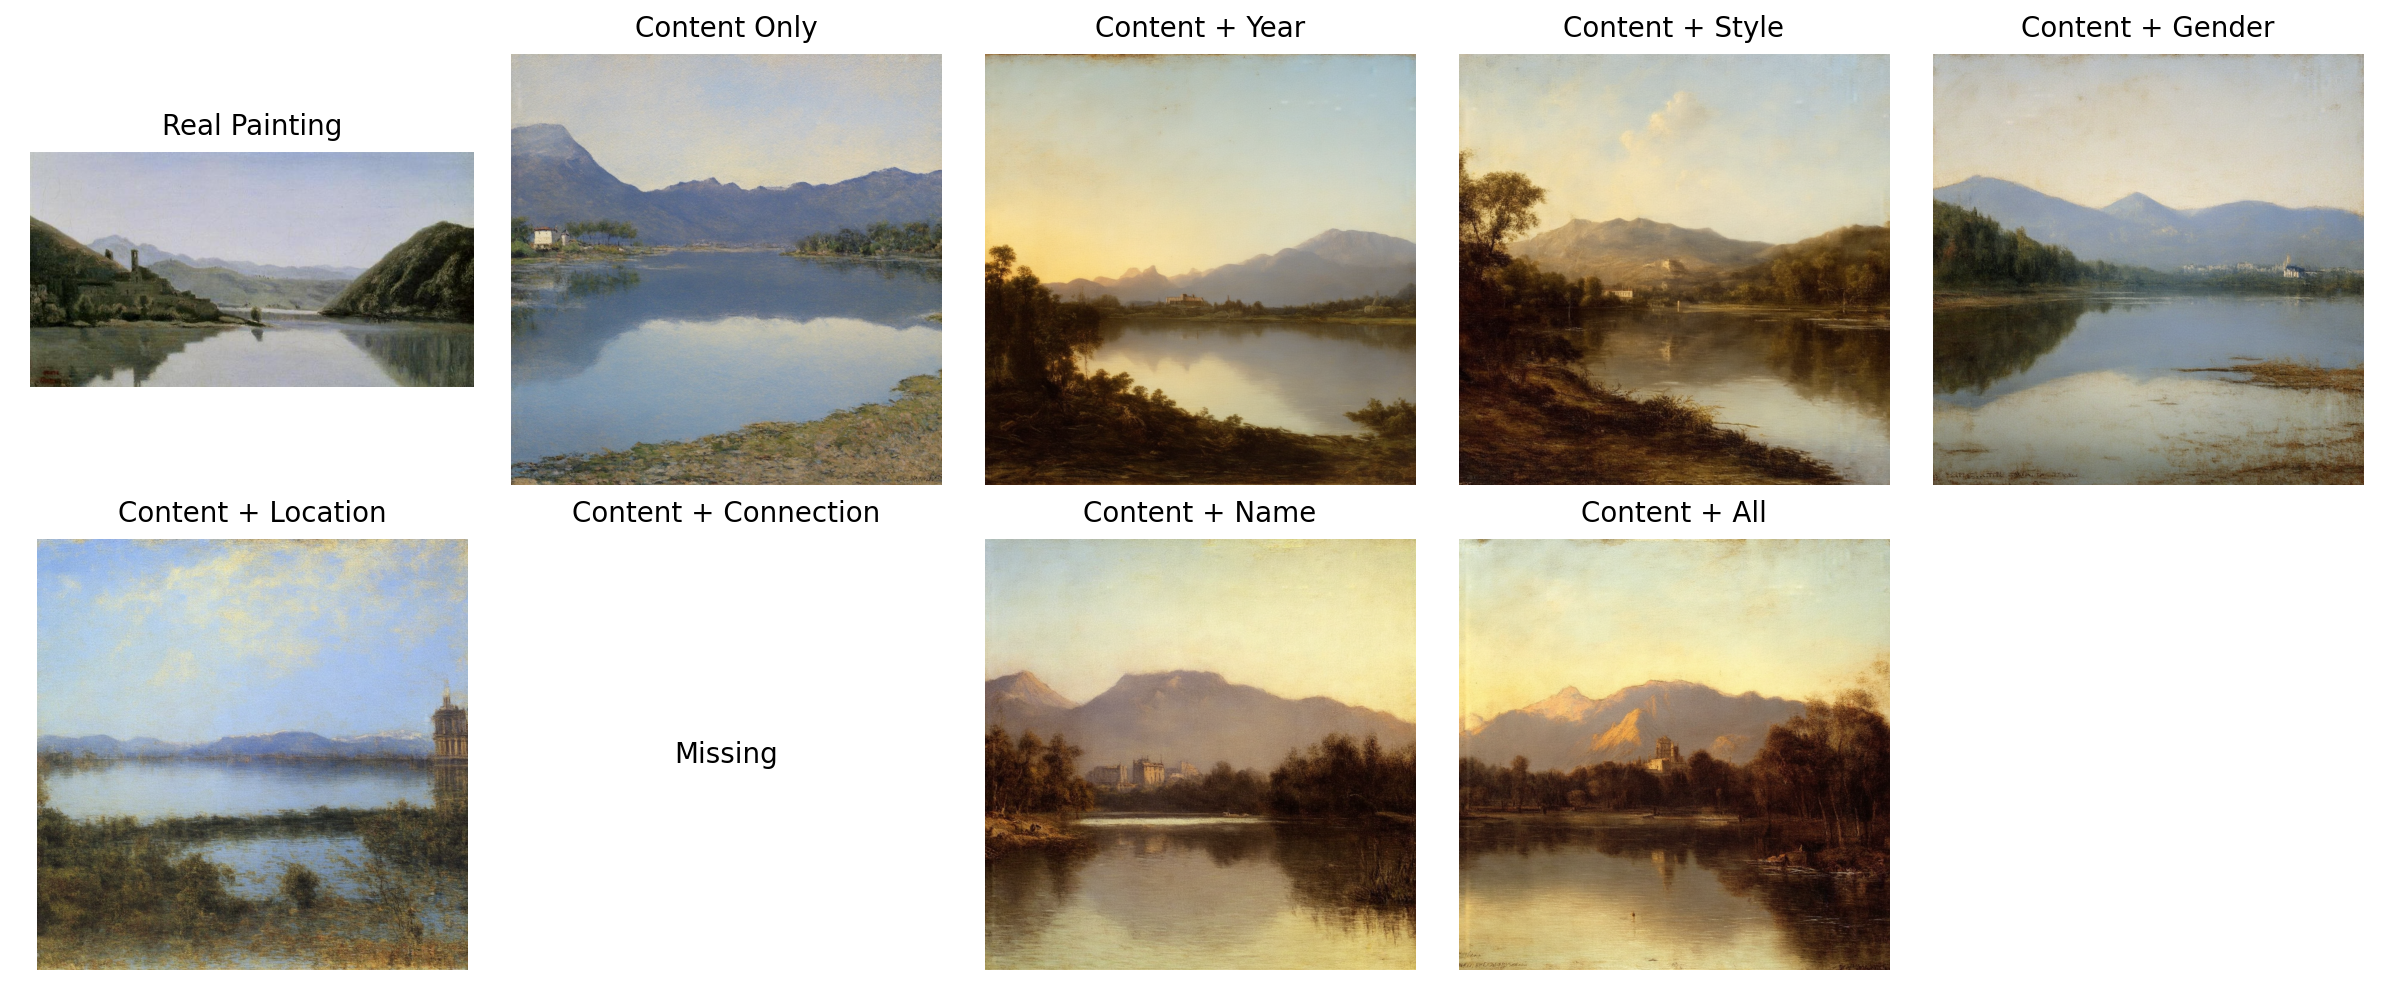 Content Only
Content + Year
Content + Style
Content + Gender
Real Painting
Content + Location
Content + Connection
Content + Name
Content + All
Missing